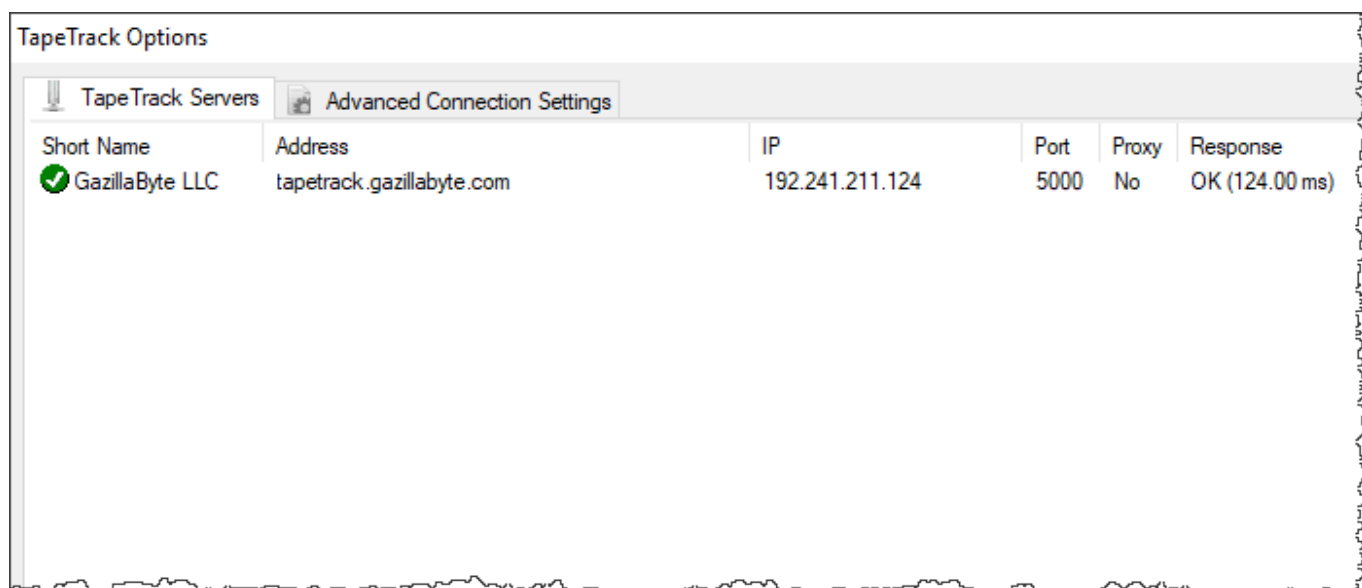 TapeTrack Options
TapeTrack Servers Advanced Connection Settings
Short Name Address IP Port Proxy Response
GazillaByte LLC tapetrack.gazillabyte.com 192.241.211.124 5000 No OK (124.00 ms)